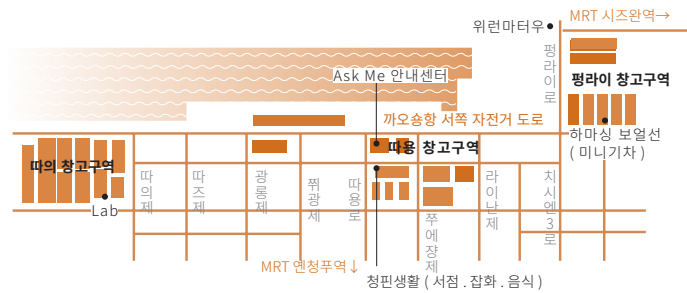 MRT 시즈완역→
위런마터우
펑라이로
펑라이 창고구역
Ask Me 안내센터
까오숑항 서쪽 자전거 도로
하마싱 보얼선
( 미니기차 )
따용 창고구역
따의 창고구역
Lab
따의제
따즈제
광롱제
쮜광제
따용로
쭈에쟝제
라이난제
치시엔3로
MRT 옌청푸역↓
청핀생활 ( 서점 . 잡화 . 음식 )